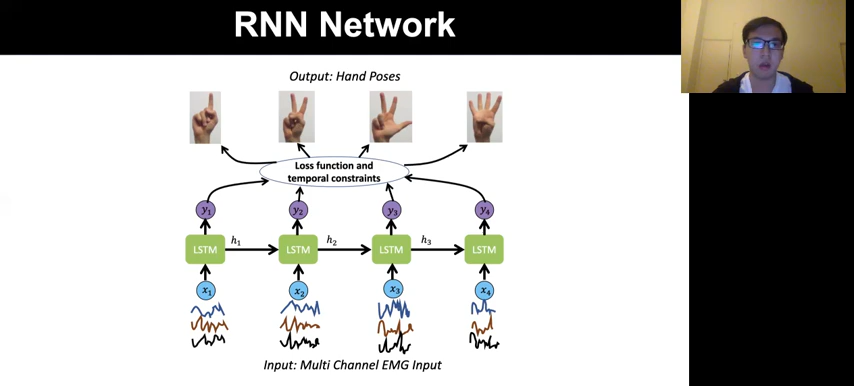 RNN Network
Output: Hand Poses
Loss function and
temporal constraints
y₁ y₂ y₃ y₄
LSTM h₁ LSTM h₂ LSTM h₃ LSTM
x₁ x₂ x₃ x₄
Input: Multi Channel EMG Input